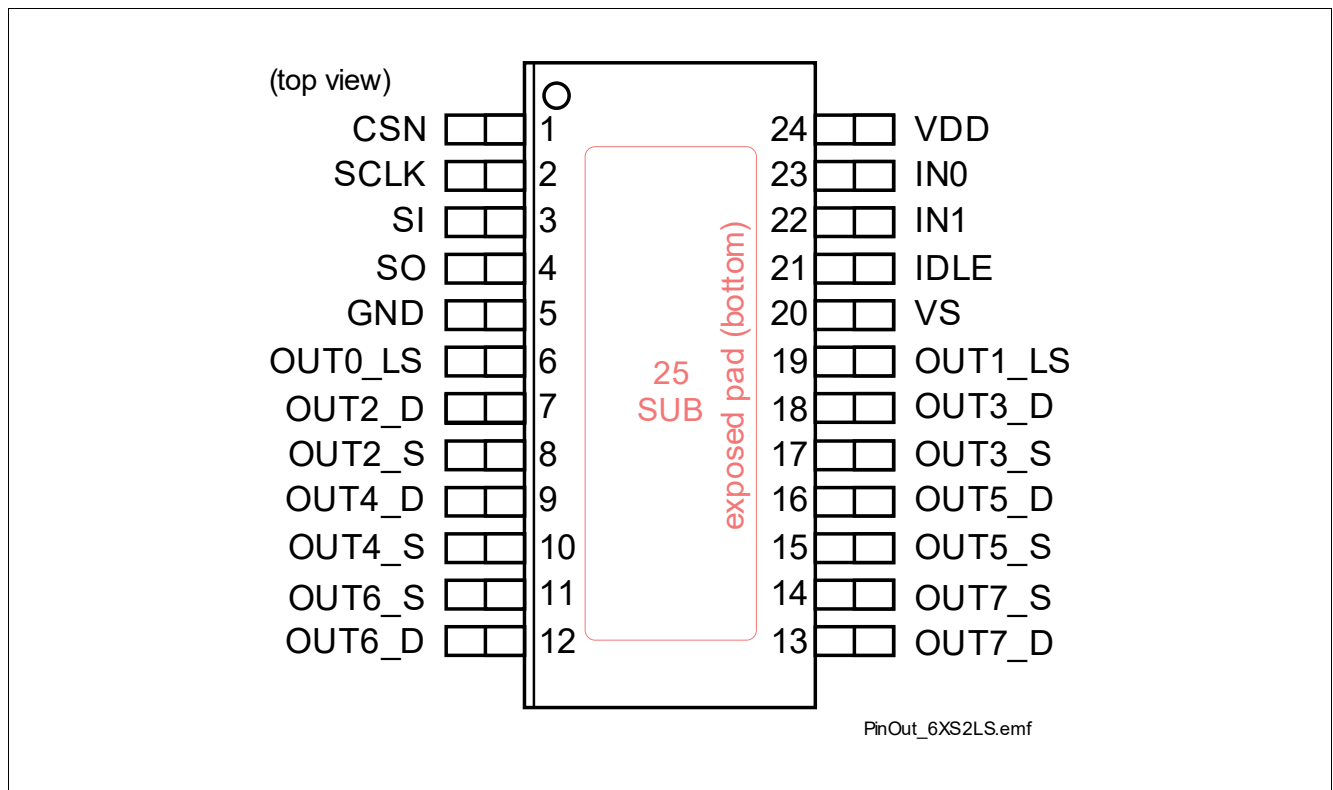 (top view)
CSN 1 24 VDD
SCLK 2 23 IN0
SI 3 22 IN1
SO 4 21 IDLE
GND 5 20 VS
OUT0_LS 6 19 OUT1_LS
OUT2_D 7 18 OUT3_D
OUT2_S 8 17 OUT3_S
OUT4_D 9 16 OUT5_D
OUT4_S 10 15 OUT5_S
OUT6_S 11 14 OUT7_S
OUT6_D 12 13 OUT7_D
25
SUB
exposed pad (bottom)
PinOut_6XS2LS.emf